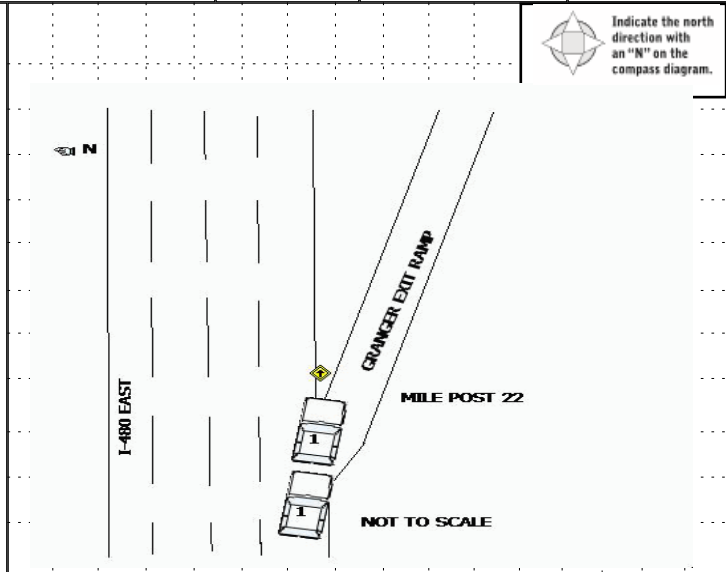 Indicate the north
direction with
an "N" on the
compass diagram.
N
GRANGER EXIT RAMP
I-480 EAST
MILE POST 22
1
1
NOT TO SCALE